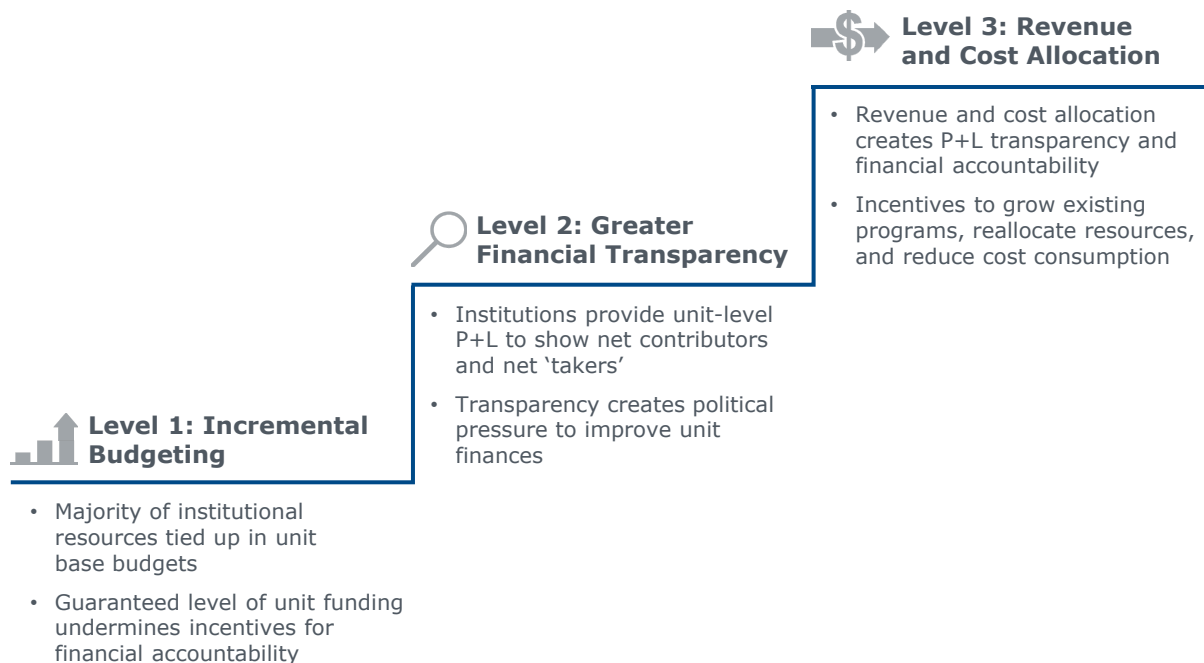 Level 3: Revenue
and Cost Allocation
• Revenue and cost allocation
creates P+L transparency and
financial accountability
• Incentives to grow existing
programs, reallocate resources,
and reduce cost consumption
Level 2: Greater
Financial Transparency
• Institutions provide unit-level
P+L to show net contributors
and net ‘takers’
• Transparency creates political
pressure to improve unit
finances
Level 1: Incremental
Budgeting
• Majority of institutional
resources tied up in unit
base budgets
• Guaranteed level of unit funding
undermines incentives for
financial accountability